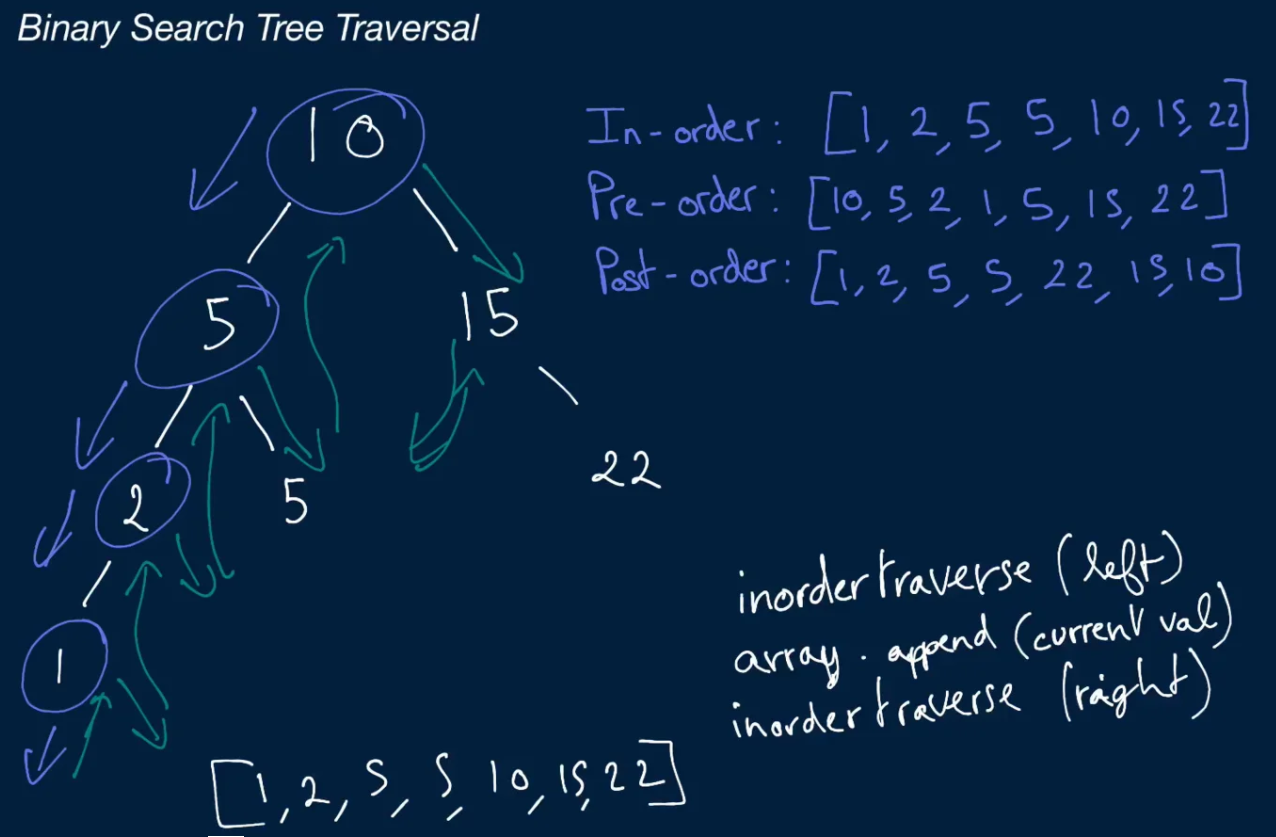 Binary Search Tree Traversal
10
In-order: [1, 2, 5, 5, 10, 15, 22]
Pre-order: [10, 5, 2, 1, 5, 15, 22]
Post-order: [1, 2, 5, 5, 22, 15, 10]
5
15
2
5
22
1
inordertraverse (left)
array.append (current val)
inordertraverse (right)
[1, 2, 5, 5, 10, 15, 22]